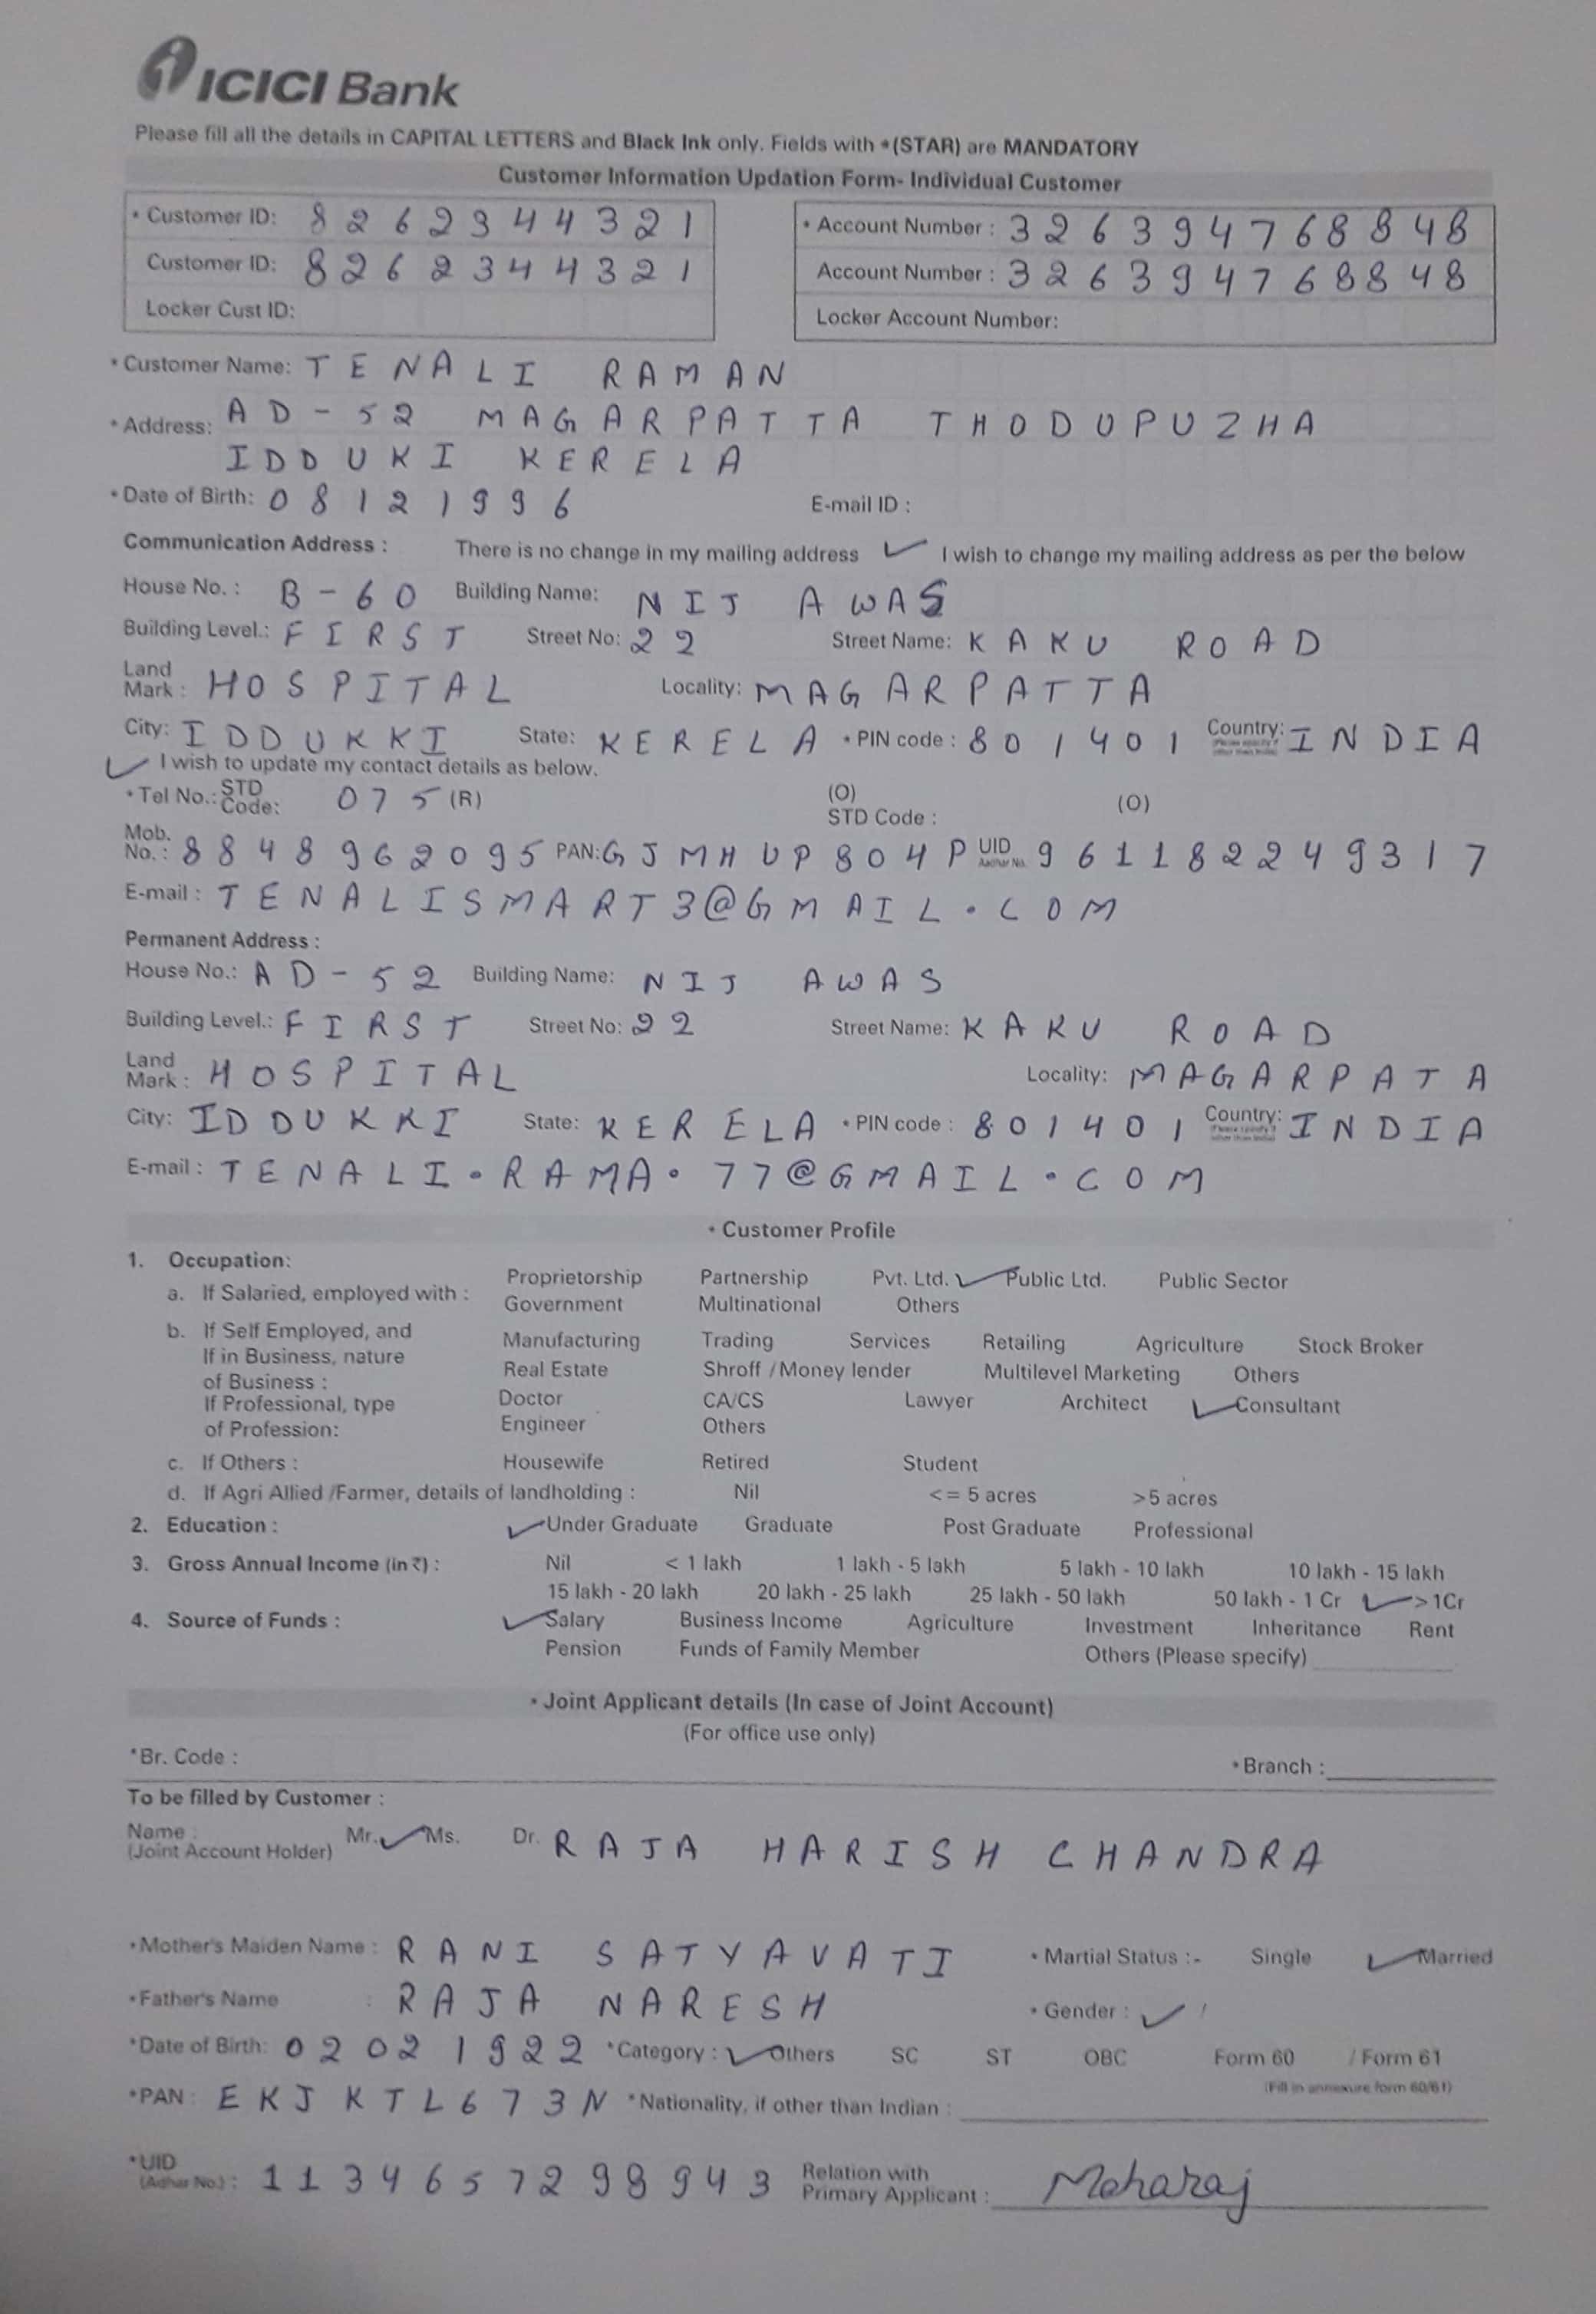 ICICI Bank
Please fill all the details in CAPITAL LETTERS and Black Ink only. Fields with *(STAR) are MANDATORY
Customer Information Updation Form- Individual Customer
* Customer ID: 8262344321 * Account Number : 326394768848
Customer ID: 8262344321 Account Number : 326394768848
Locker Cust ID: Locker Account Number:
* Customer Name: TENALI RAMAN
* Address: AD-52 MAGARPATTA THODUPUZHA
IDDUKI KERELA
* Date of Birth: 08121996 E-mail ID :
Communication Address : There is no change in my mailing address ✓ I wish to change my mailing address as per the below
House No. : B-60 Building Name: NIJ AWAS
Building Level.: FIRST Street No: 22 Street Name: KAKU ROAD
Land Mark : HOSPITAL Locality: MAGARPATTA
City: IDDUKKI State: KERELA * PIN code : 801401 Country: (Please specify if other than India) INDIA
✓ I wish to update my contact details as below.
* Tel No.: STD Code: 075 (R) (O) STD Code : (O)
Mob. No. : 8848962095 PAN: GJMHUP804P UID Aadhar No. 961182249317
E-mail : TENALISMART3@GMAIL.COM
Permanent Address :
House No.: AD-52 Building Name: NIJ AWAS
Building Level.: FIRST Street No: 22 Street Name: KAKU ROAD
Land Mark : HOSPITAL Locality: MAGARPATA
City: IDDUKKI State: KERELA * PIN code : 801401 Country: (Please specify if other than India) INDIA
E-mail : TENALI.RAMA.77@GMAIL.COM
* Customer Profile
1. Occupation:
a. If Salaried, employed with : Proprietorship Partnership Pvt. Ltd. ✓ Public Ltd. Public Sector
Government Multinational Others
b. If Self Employed, and If in Business, nature of Business : Manufacturing Trading Services Retailing Agriculture Stock Broker
Real Estate Shroff /Money lender Multilevel Marketing Others
If Professional, type of Profession: Doctor CA/CS Lawyer Architect ✓ Consultant
Engineer Others
c. If Others : Housewife Retired Student
d. If Agri Allied /Farmer, details of landholding : Nil <= 5 acres >5 acres
2. Education : ✓ Under Graduate Graduate Post Graduate Professional
3. Gross Annual Income (in ₹) : Nil < 1 lakh 1 lakh - 5 lakh 5 lakh - 10 lakh 10 lakh - 15 lakh
15 lakh - 20 lakh 20 lakh - 25 lakh 25 lakh - 50 lakh 50 lakh - 1 Cr ✓ >1Cr
4. Source of Funds : ✓ Salary Business Income Agriculture Investment Inheritance Rent
Pension Funds of Family Member Others (Please specify)
* Joint Applicant details (In case of Joint Account)
(For office use only)
*Br. Code : * Branch :
To be filled by Customer :
Name : (Joint Account Holder) Mr. ✓ Ms. Dr. RAJA HARISH CHANDRA
*Mother's Maiden Name : RANI SATYAVATI * Martial Status :- Single ✓ Married
*Father's Name : RAJA NARESH * Gender : ✓ /
*Date of Birth: 02021922 *Category : ✓ Others SC ST OBC Form 60 / Form 61
(Fill in annexure form 60/61)
*PAN : EKJKTL673N *Nationality, if other than Indian :
*UID (Adhar No.) : 1134657298943 Relation with Primary Applicant : Maharaj